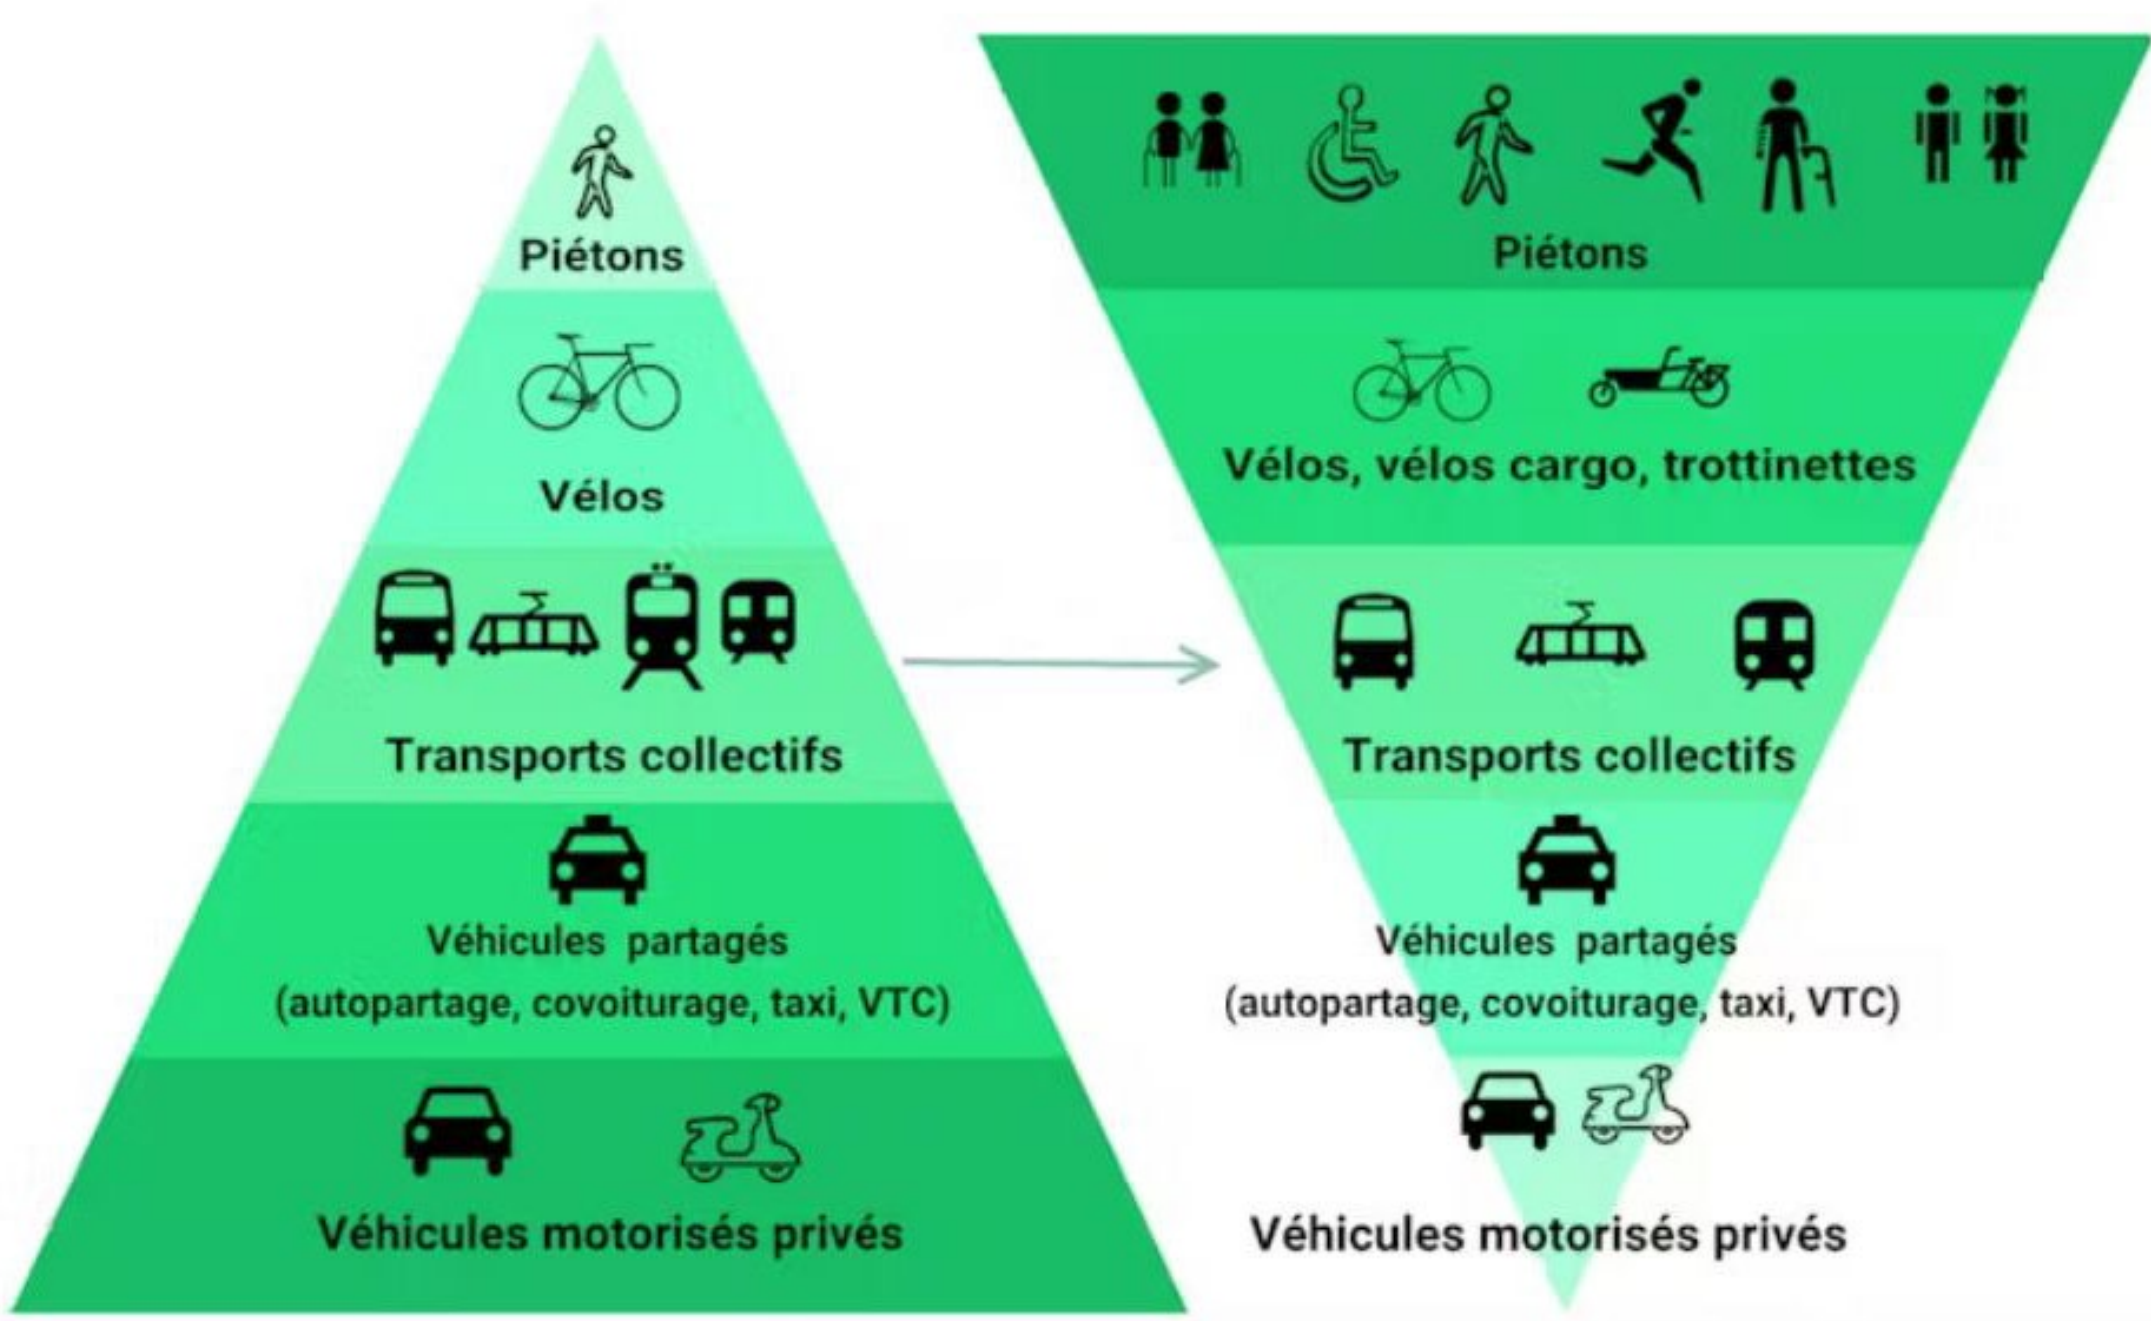 Piétons
Vélos
Transports collectifs
Véhicules partagés
(autopartage, covoiturage, taxi, VTC)
Véhicules motorisés privés
Piétons
Vélos, vélos cargo, trottinettes
Transports collectifs
Véhicules partagés
(autopartage, covoiturage, taxi, VTC)
Véhicules motorisés privés